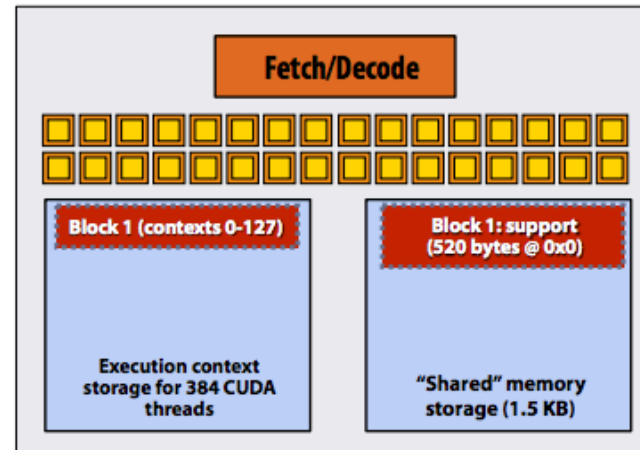 Fetch/Decode
Block 1 (contexts 0-127)
Block 1: support
(520 bytes @ 0x0)
Execution context
storage for 384 CUDA
threads
“Shared” memory
storage (1.5 KB)